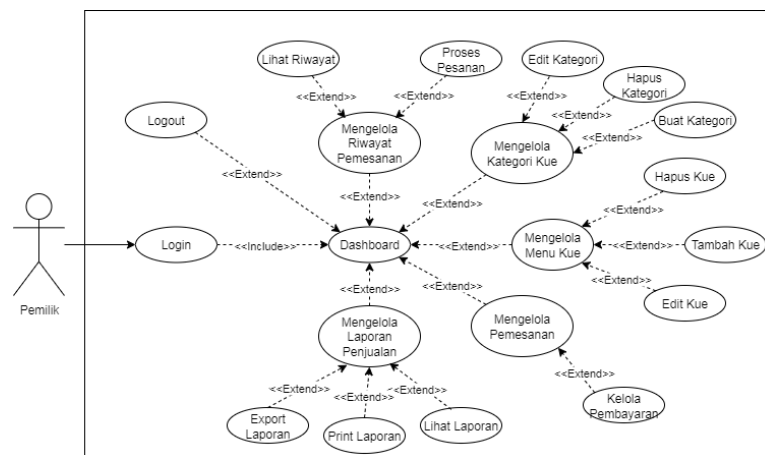 Lihat Riwayat
Proses
Pesanan
Edit Kategori
Hapus
Kategori
<<Extend>>
<<Extend>>
<<Extend>>
<<Extend>>
Logout
Mengelola
Riwayat
Pemesanan
Mengelola
Kategori Kue
<<Extend>>
Buat Kategori
<<Extend>>
<<Extend>>
<<Extend>>
Hapus Kue
<<Extend>>
Login
<<Include>>
Dashboard
<<Extend>>
Mengelola
Menu Kue
<<Extend>>
Tambah Kue
Pemilik
<<Extend>>
<<Extend>>
<<Extend>>
Edit Kue
Mengelola
Laporan
Penjualan
Mengelola
Pemesanan
<<Extend>>
<<Extend>>
<<Extend>>
<<Extend>>
Export
Laporan
Print Laporan
Lihat Laporan
Kelola
Pembayaran